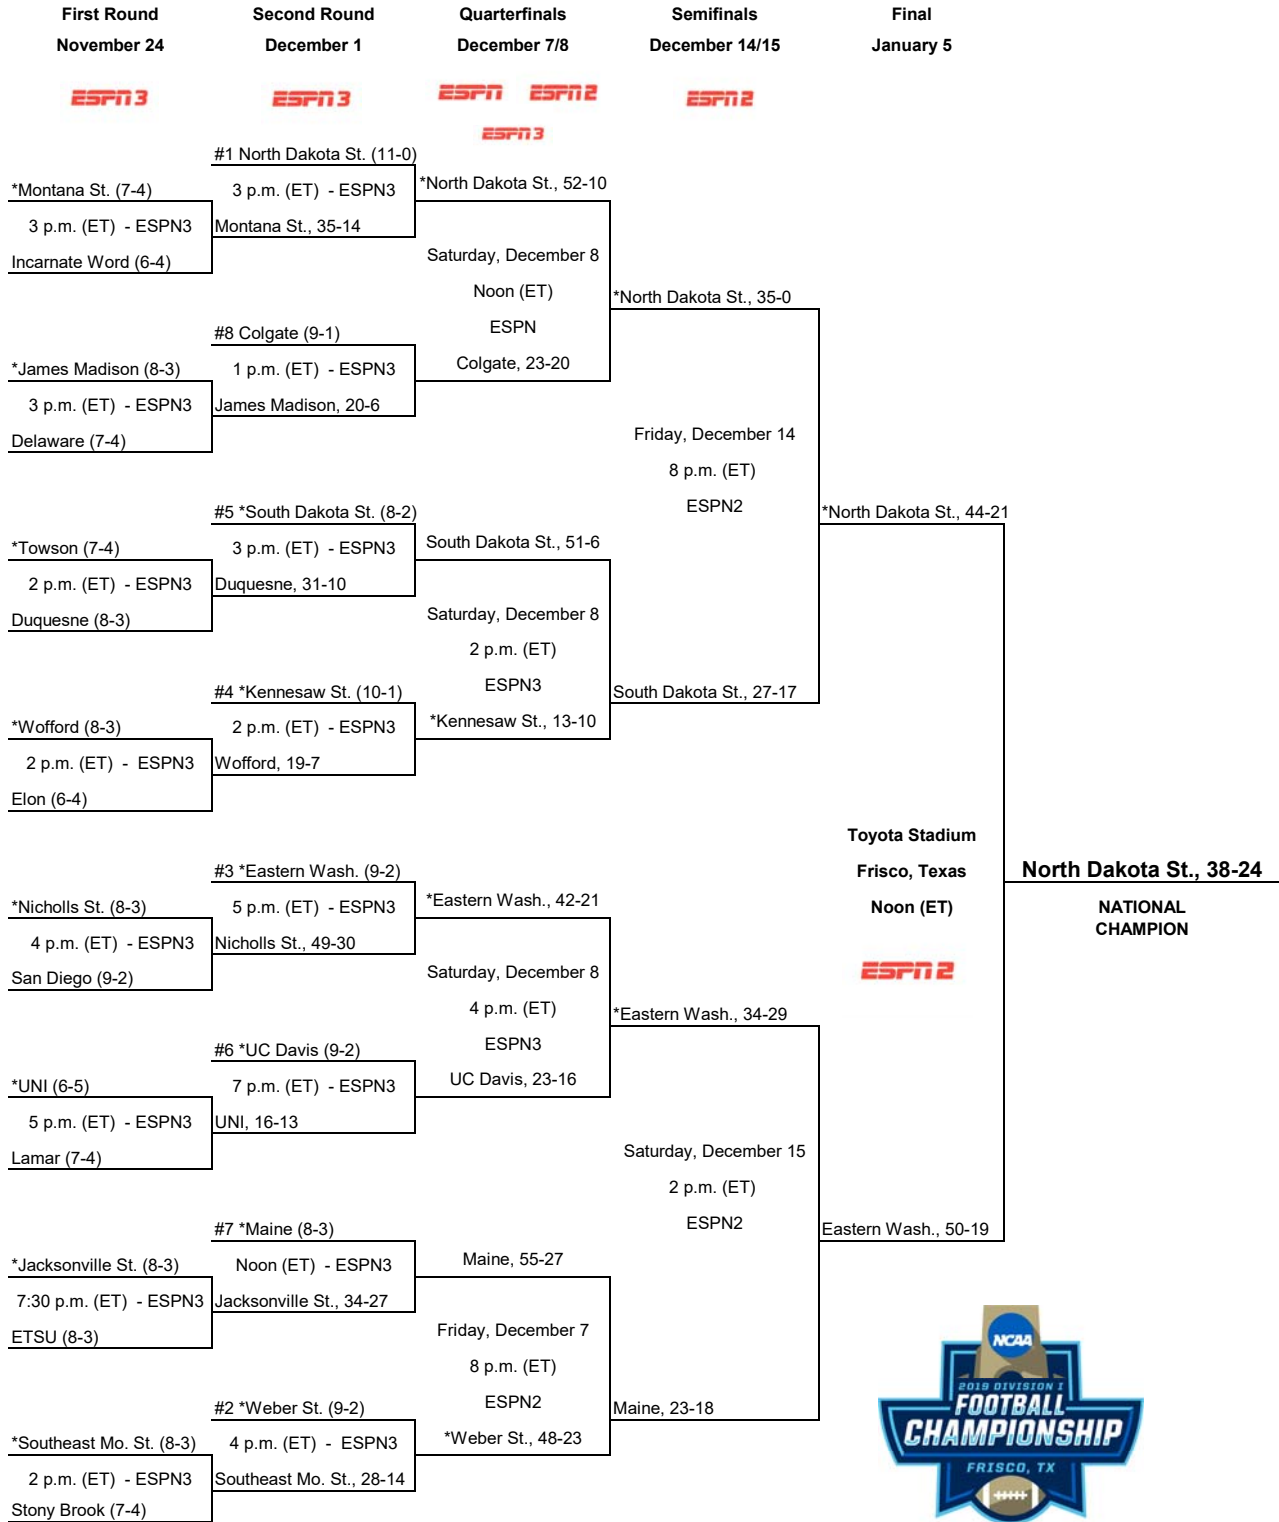 First Round
November 24
ESPN3
Second Round
December 1
ESPN3
Quarterfinals
December 7/8
ESPN ESPN2
ESPN3
Semifinals
December 14/15
ESPN2
Final
January 5
*Montana St. (7-4)
3 p.m. (ET) - ESPN3
Incarnate Word (6-4)
*James Madison (8-3)
3 p.m. (ET) - ESPN3
Delaware (7-4)
*Towson (7-4)
2 p.m. (ET) - ESPN3
Duquesne (8-3)
*Wofford (8-3)
2 p.m. (ET) - ESPN3
Elon (6-4)
*Nicholls St. (8-3)
4 p.m. (ET) - ESPN3
San Diego (9-2)
*UNI (6-5)
5 p.m. (ET) - ESPN3
Lamar (7-4)
*Jacksonville St. (8-3)
7:30 p.m. (ET) - ESPN3
ETSU (8-3)
*Southeast Mo. St. (8-3)
2 p.m. (ET) - ESPN3
Stony Brook (7-4)
#1 North Dakota St. (11-0)
3 p.m. (ET) - ESPN3
Montana St., 35-14
#8 Colgate (9-1)
1 p.m. (ET) - ESPN3
James Madison, 20-6
#5 *South Dakota St. (8-2)
3 p.m. (ET) - ESPN3
Duquesne, 31-10
#4 *Kennesaw St. (10-1)
2 p.m. (ET) - ESPN3
Wofford, 19-7
#3 *Eastern Wash. (9-2)
5 p.m. (ET) - ESPN3
Nicholls St., 49-30
#6 *UC Davis (9-2)
7 p.m. (ET) - ESPN3
UNI, 16-13
#7 *Maine (8-3)
Noon (ET) - ESPN3
Jacksonville St., 34-27
#2 *Weber St. (9-2)
4 p.m. (ET) - ESPN3
Southeast Mo. St., 28-14
*North Dakota St., 52-10
Saturday, December 8
Noon (ET)
ESPN
Colgate, 23-20
South Dakota St., 51-6
Saturday, December 8
2 p.m. (ET)
ESPN3
*Kennesaw St., 13-10
*Eastern Wash., 42-21
Saturday, December 8
4 p.m. (ET)
ESPN3
UC Davis, 23-16
Maine, 55-27
Friday, December 7
8 p.m. (ET)
ESPN2
*Weber St., 48-23
*North Dakota St., 35-0
Friday, December 14
8 p.m. (ET)
ESPN2
South Dakota St., 27-17
*Eastern Wash., 34-29
Saturday, December 15
2 p.m. (ET)
ESPN2
Maine, 23-18
*North Dakota St., 44-21
Toyota Stadium
Frisco, Texas
Noon (ET)
ESPN2
Eastern Wash., 50-19
North Dakota St., 38-24
NATIONAL
CHAMPION
NCAA
2019 DIVISION I
FOOTBALL
CHAMPIONSHIP
FRISCO, TX